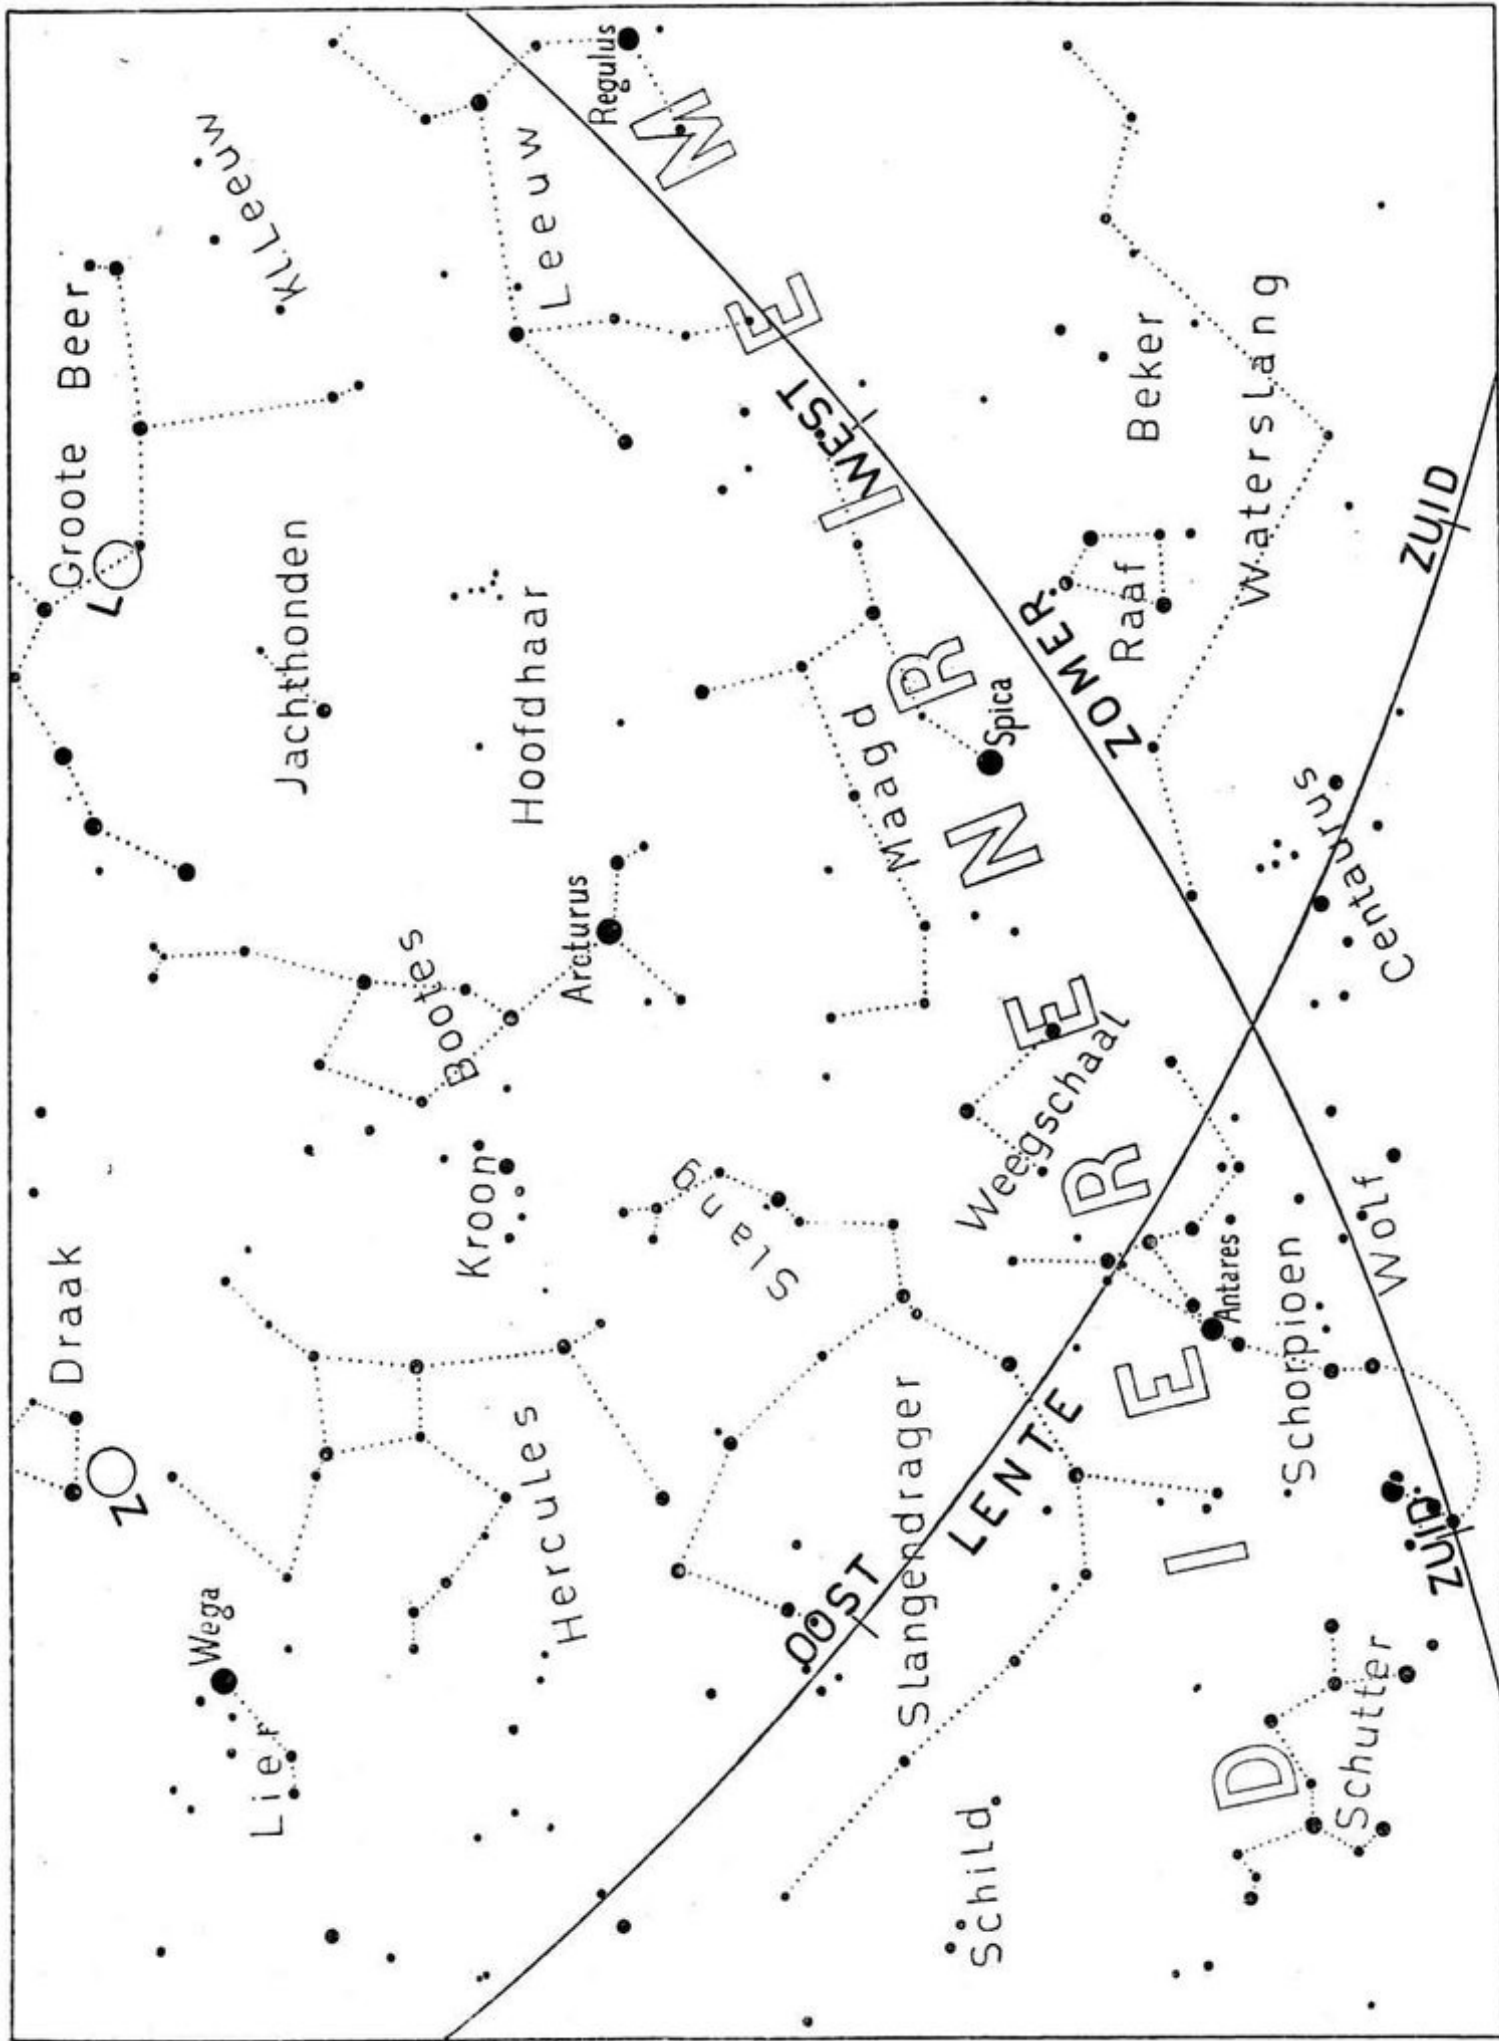 Draak
Groote Beer
Z
L
Wega
Kl.Leeuw
Lier
Jachthonden
Bootes
Kroon
Hoofdhaar
Leeuw
Hercules
Arcturus
Regulus
Slang
OOST
WEST
Maagd
Slangendrager
DIERENRIEM
Spica
LENTE
ZOMER
Schild
Weegschaal
Raaf
Beker
Antares
Waterslang
Schorpioen
Schutter
Wolf
Centaurus
ZUID
ZUID